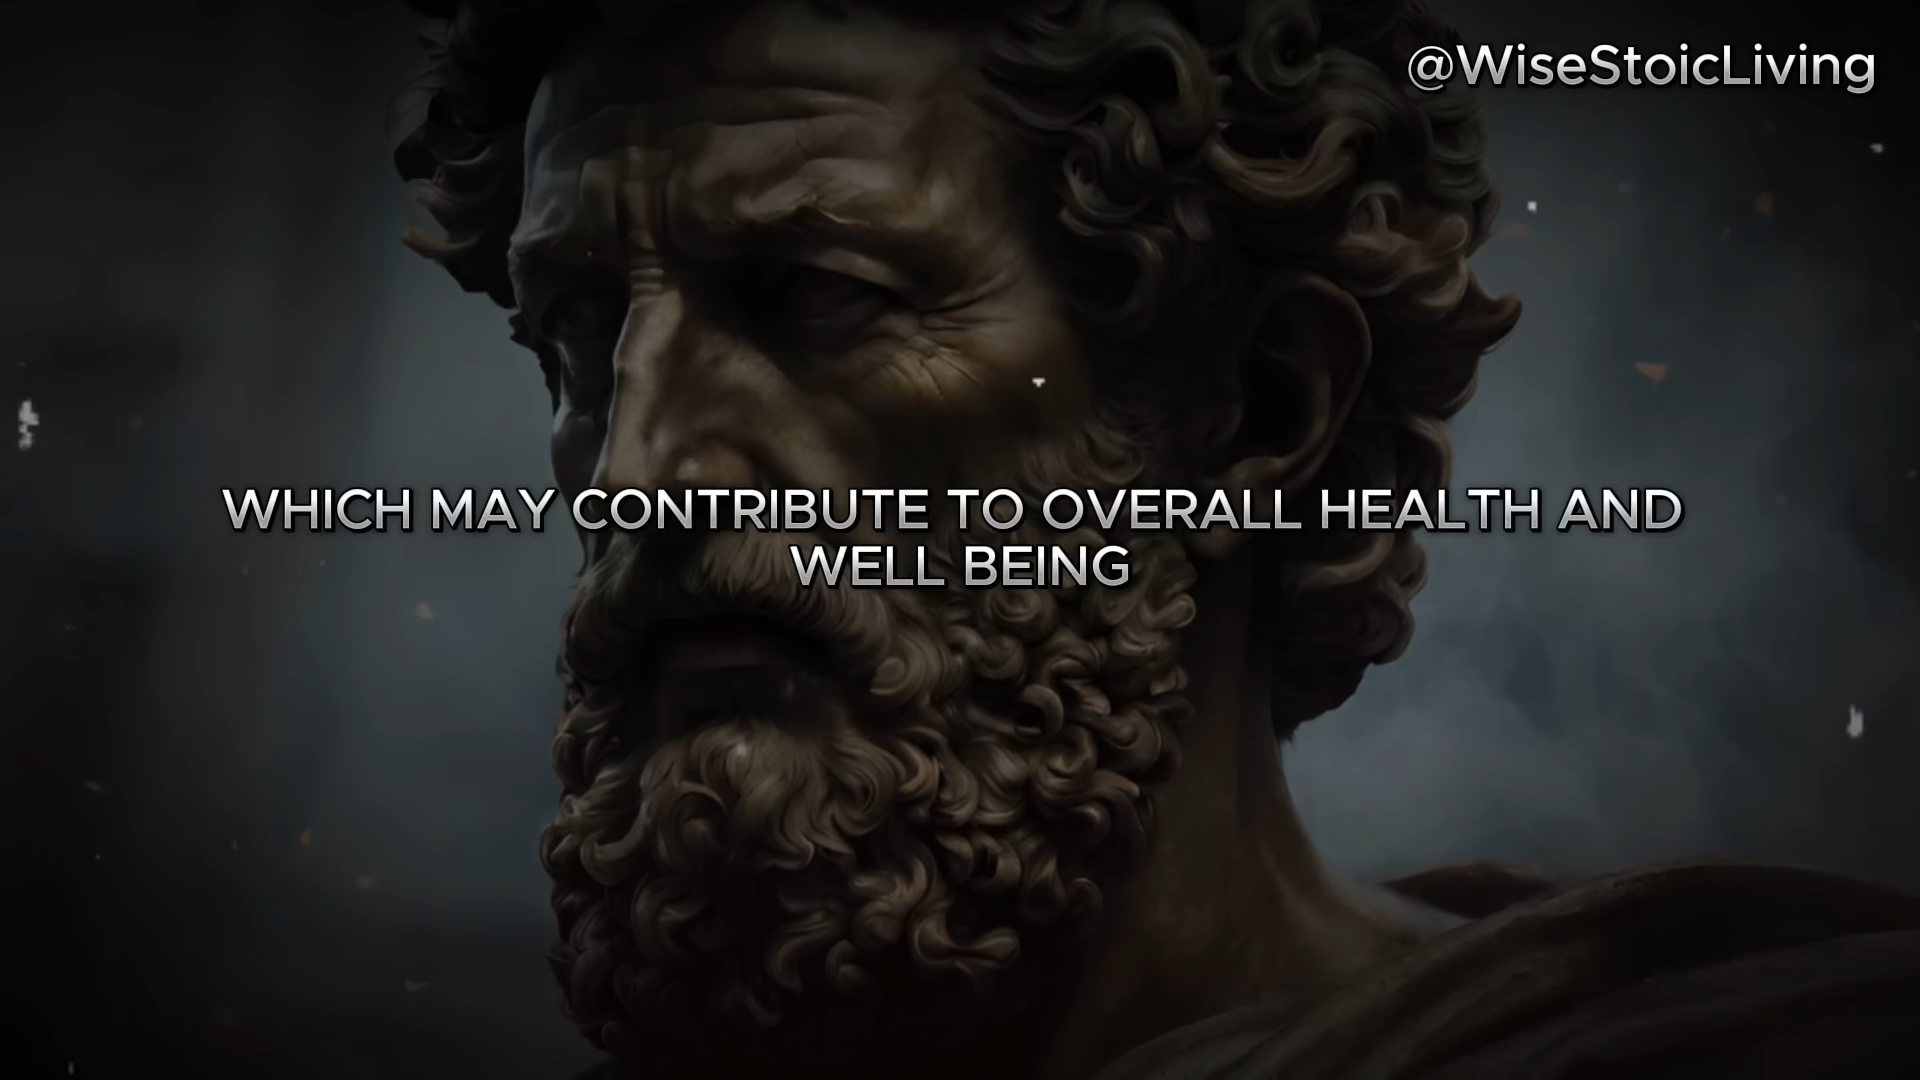 @WiseStoicLiving
WHICH MAY CONTRIBUTE TO OVERALL HEALTH AND
WELL BEING